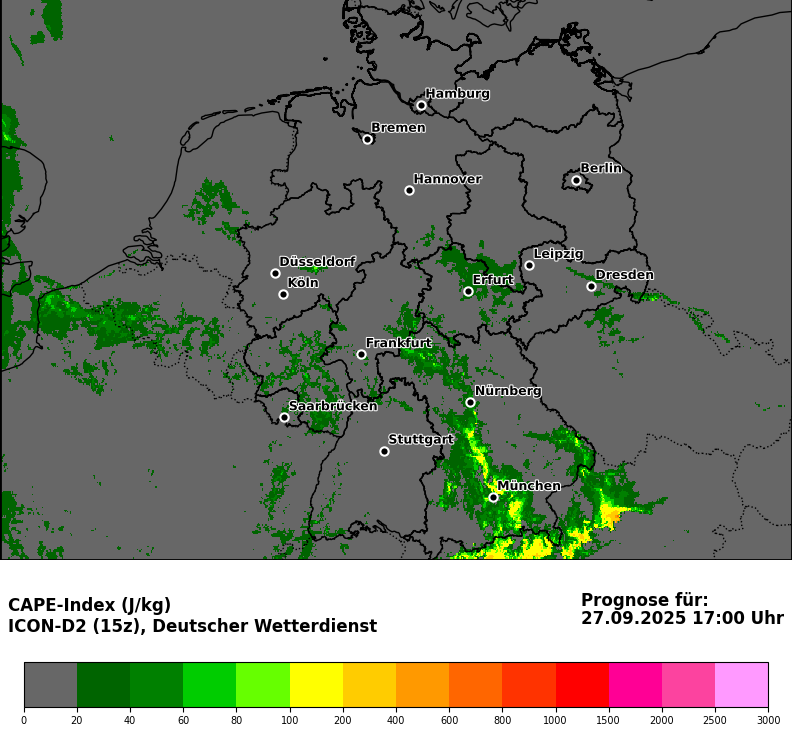 Hamburg
Bremen
Berlin
Hannover
Leipzig
Düsseldorf
Dresden
Köln
Erfurt
Frankfurt
Nürnberg
Saarbrücken
Stuttgart
München
CAPE-Index (J/kg)
ICON-D2 (15z), Deutscher Wetterdienst
Prognose für:
27.09.2025 17:00 Uhr
0 20 40 60 80 100 200 400 600 800 1000 1500 2000 2500 3000